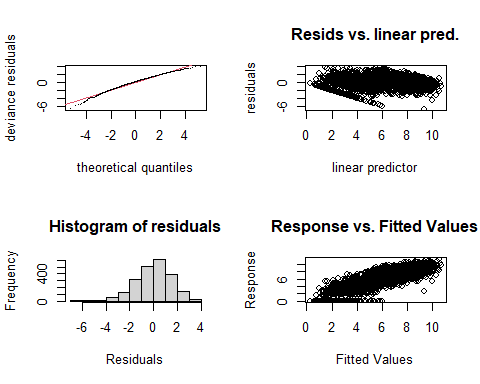 deviance residuals
-6 0
-4 -2 0 2 4
theoretical quantiles
Resids vs. linear pred.
residuals
-6 0
0 2 4 6 8 10
linear predictor
Histogram of residuals
Frequency
0 400
-6 -4 -2 0 2 4
Residuals
Response vs. Fitted Values
Response
0 6
0 2 4 6 8 10
Fitted Values